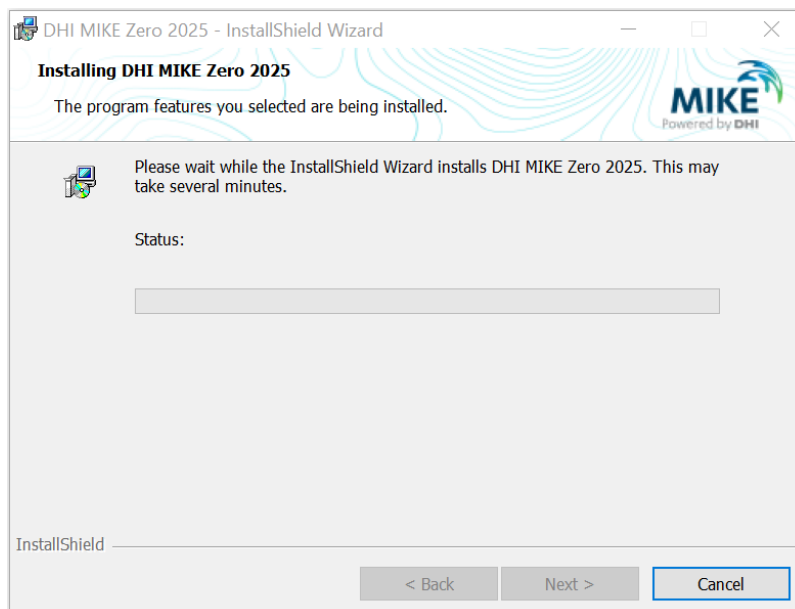 DHI MIKE Zero 2025 - InstallShield Wizard
Installing DHI MIKE Zero 2025
The program features you selected are being installed.
MIKE
Powered by DHI
Please wait while the InstallShield Wizard installs DHI MIKE Zero 2025. This may
take several minutes.
Status:
InstallShield
< Back
Next >
Cancel